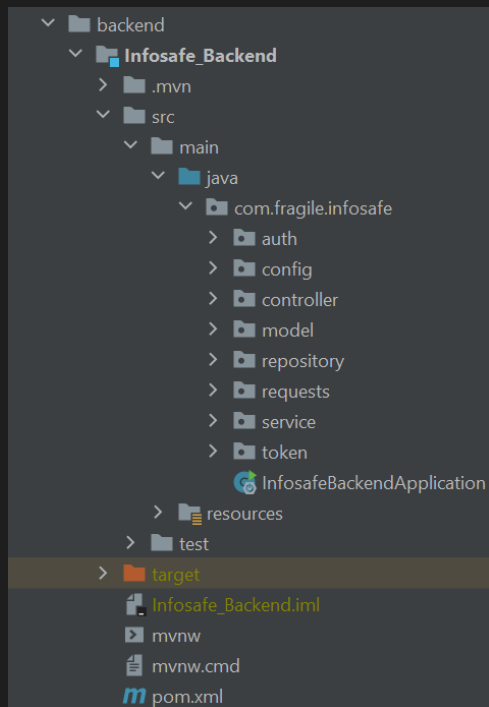 backend
Infosafe_Backend
.mvn
src
main
java
com.fragile.infosafe
auth
config
controller
model
repository
requests
service
token
InfosafeBackendApplication
resources
test
target
Infosafe_Backend.iml
mvnw
mvnw.cmd
pom.xml